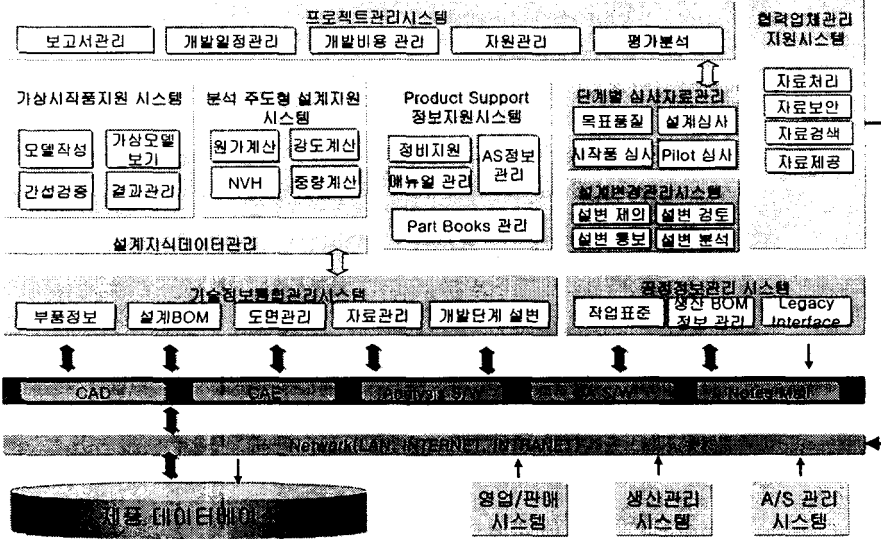 프로젝트관리시스템
보고서관리
개발일정관리
개발비용 관리
자원관리
평가분석
협력업체관리
지원시스템
자료처리
자료보안
자료검색
자료제공
가상시작품지원 시스템
모델작성
가상모델
보기
간섭검증
결과관리
분석 주도형 설계지원
시스템
원가계산
강도계산
NVH
중량계산
Product Support
정보지원시스템
정비지원
매뉴얼 관리
AS정보
관리
Part Books 관리
단계별 심사자료관리
목표품질
설계심사
시작품 심사
Pilot 심사
설계변경관리시스템
설변 제의
설변 검토
설변 통보
설변 분석
설계지식데이터관리
기술정보통합관리시스템
부품정보
설계BOM
도면관리
자료관리
개발단계 설변
공정정보관리 시스템
작업표준
생산 BOM
정보 관리
Legacy
Interface
CAD
CAE
Network(LAN, INTERNET, INTRANET)
제품 데이터베이
영업/판매
시스템
생산관리
시스템
A/S 관리
시스템